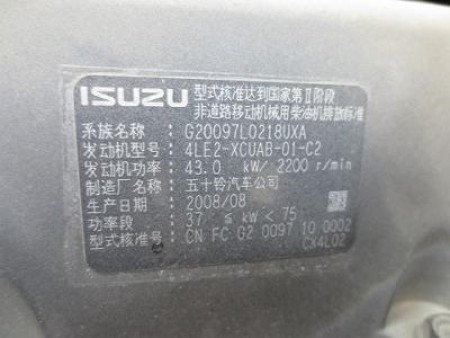 ISUZU 型式核准达到国家第Ⅱ阶段
非道路移动机械用柴油机排放标准
系族名称 : G20097L0218UXA
发动机型号: 4LE2-XCUAB-01-C2
发动机功率: 43.0 kW/ 2200 r/min
制造厂名称: 五十铃汽车公司
生产日期 : 2008/08
功率段 : 37 ≦ kW < 75
型式核准号: CN FC G2 0097 10 0002
CX4L02